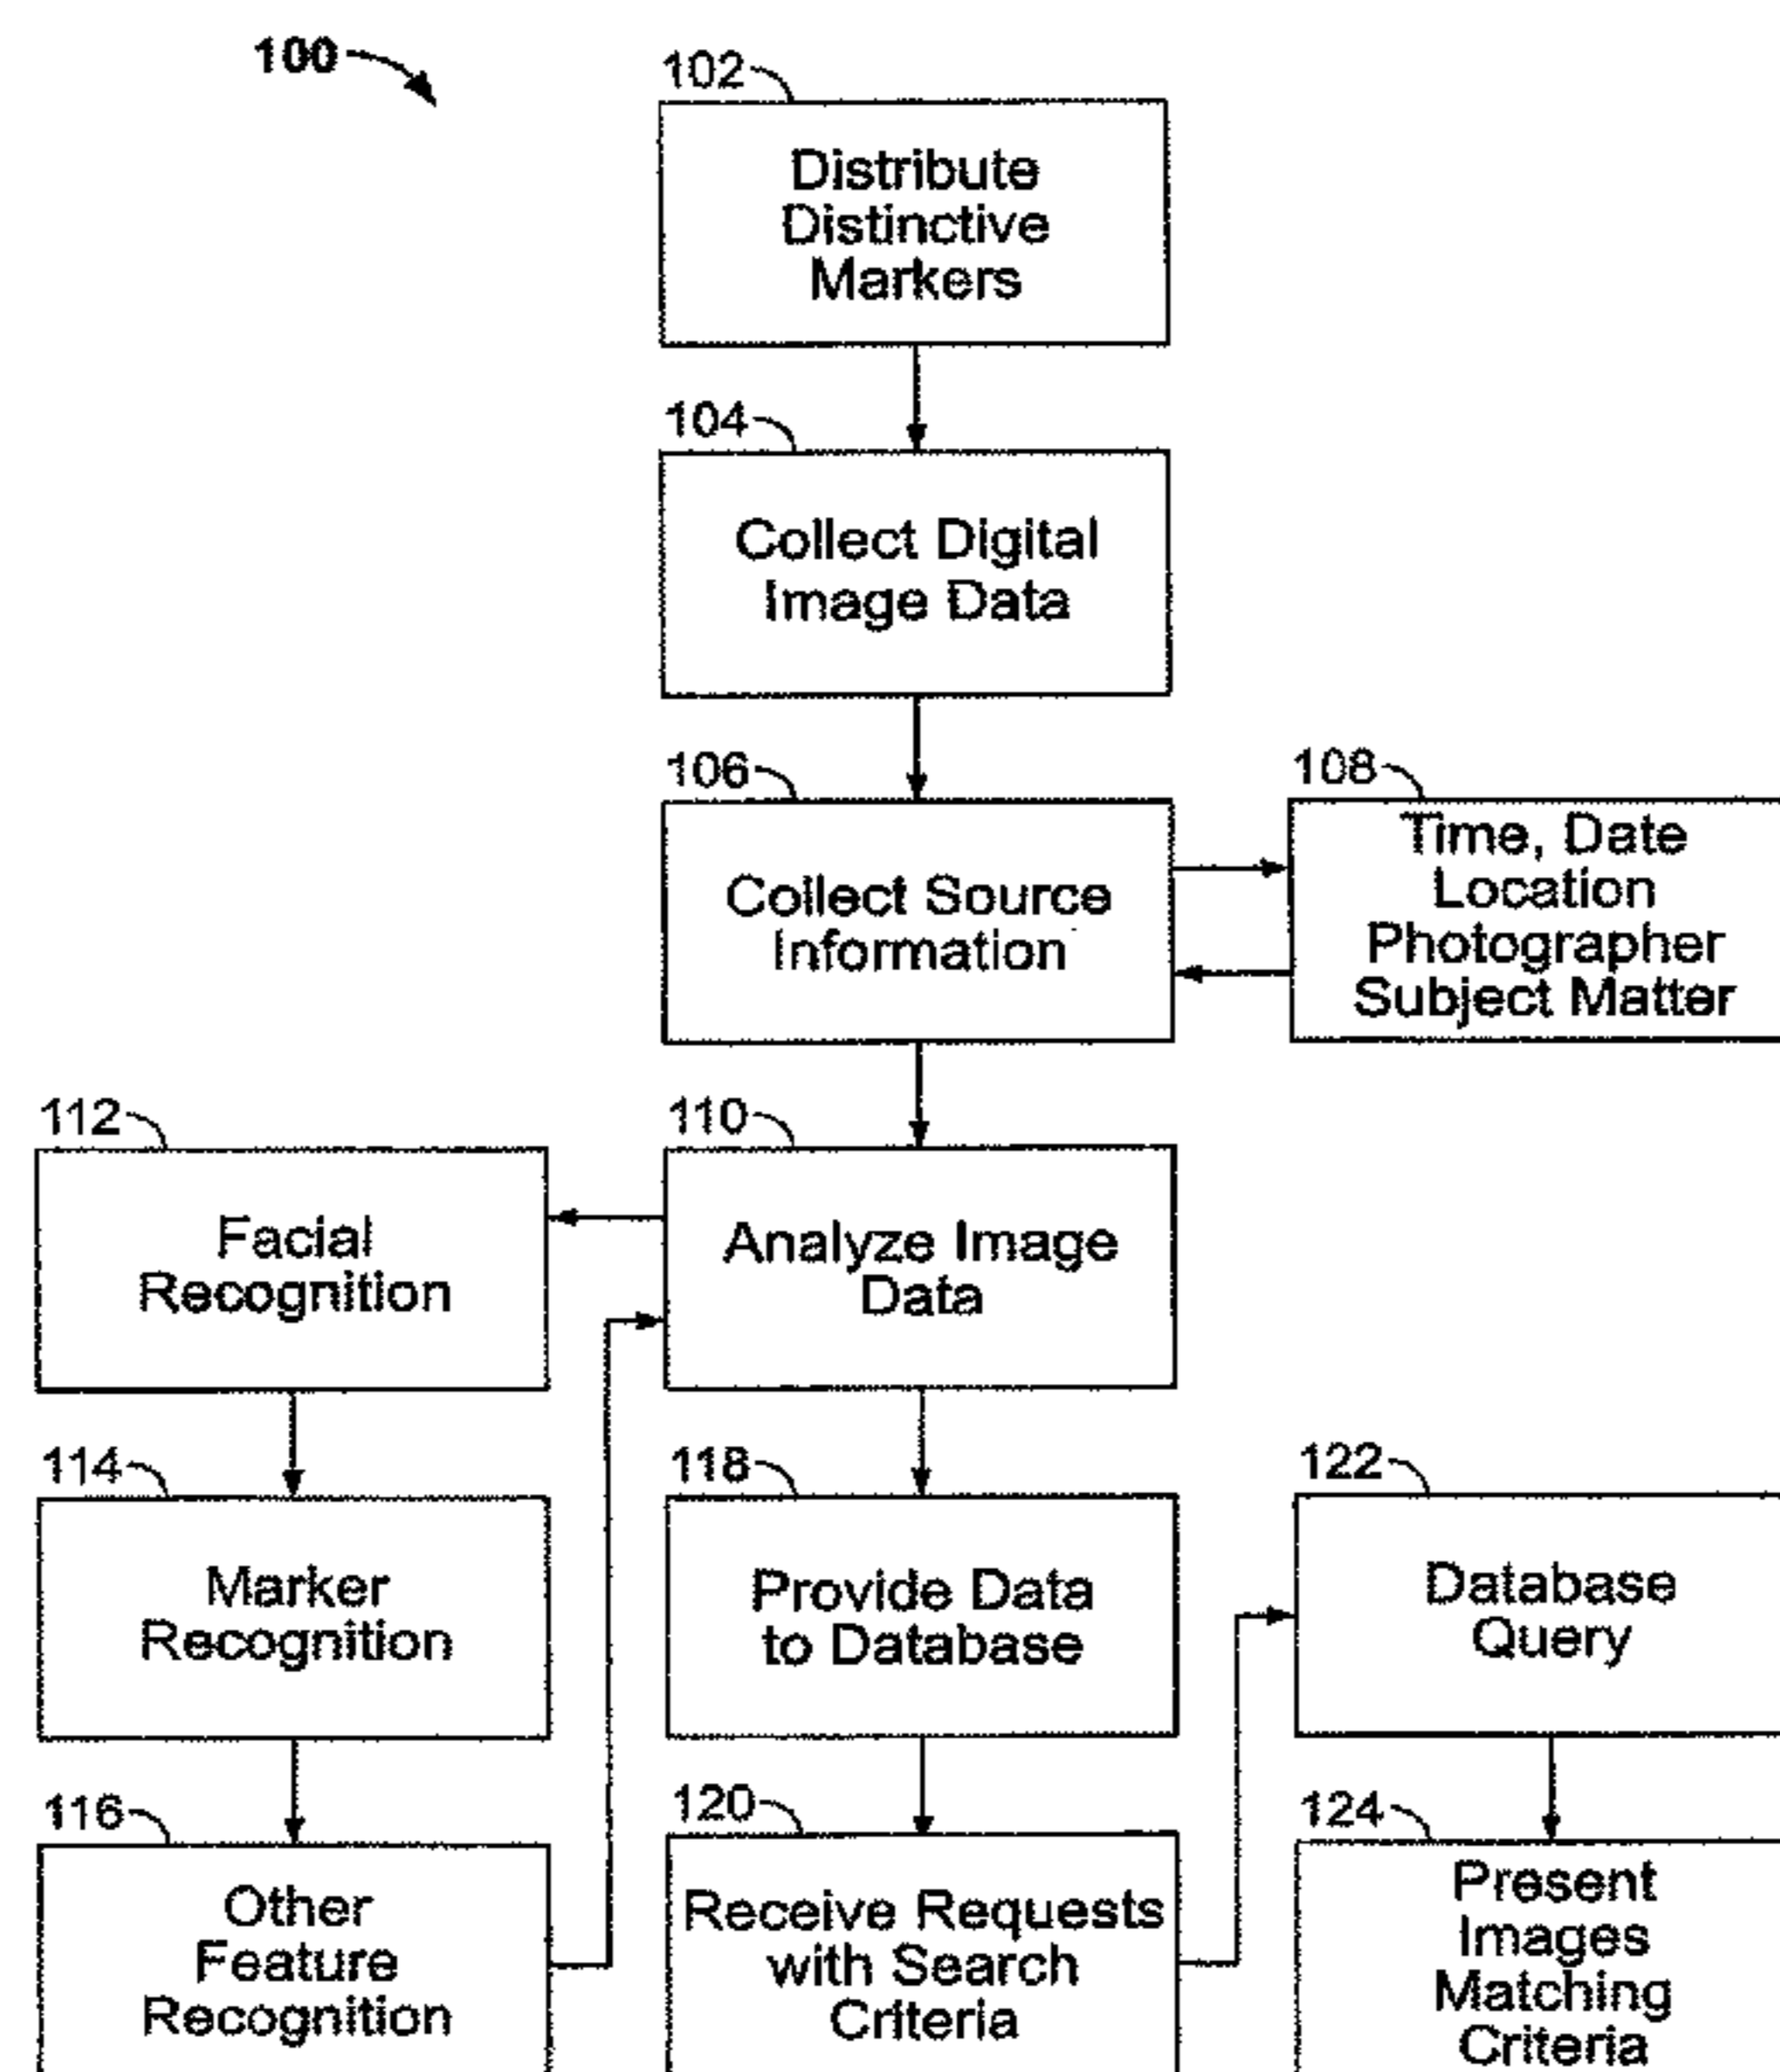 100
102
Distribute
Distinctive
Markers
104
Collect Digital
Image Data
106
Collect Source
Information
108
Time, Date
Location
Photographer
Subject Matter
110
Analyze Image
Data
112
Facial
Recognition
114
Marker
Recognition
116
Other
Feature
Recognition
118
Provide Data
to Database
120
Receive Requests
with Search
Criteria
122
Database
Query
124
Present
Images
Matching
Criteria